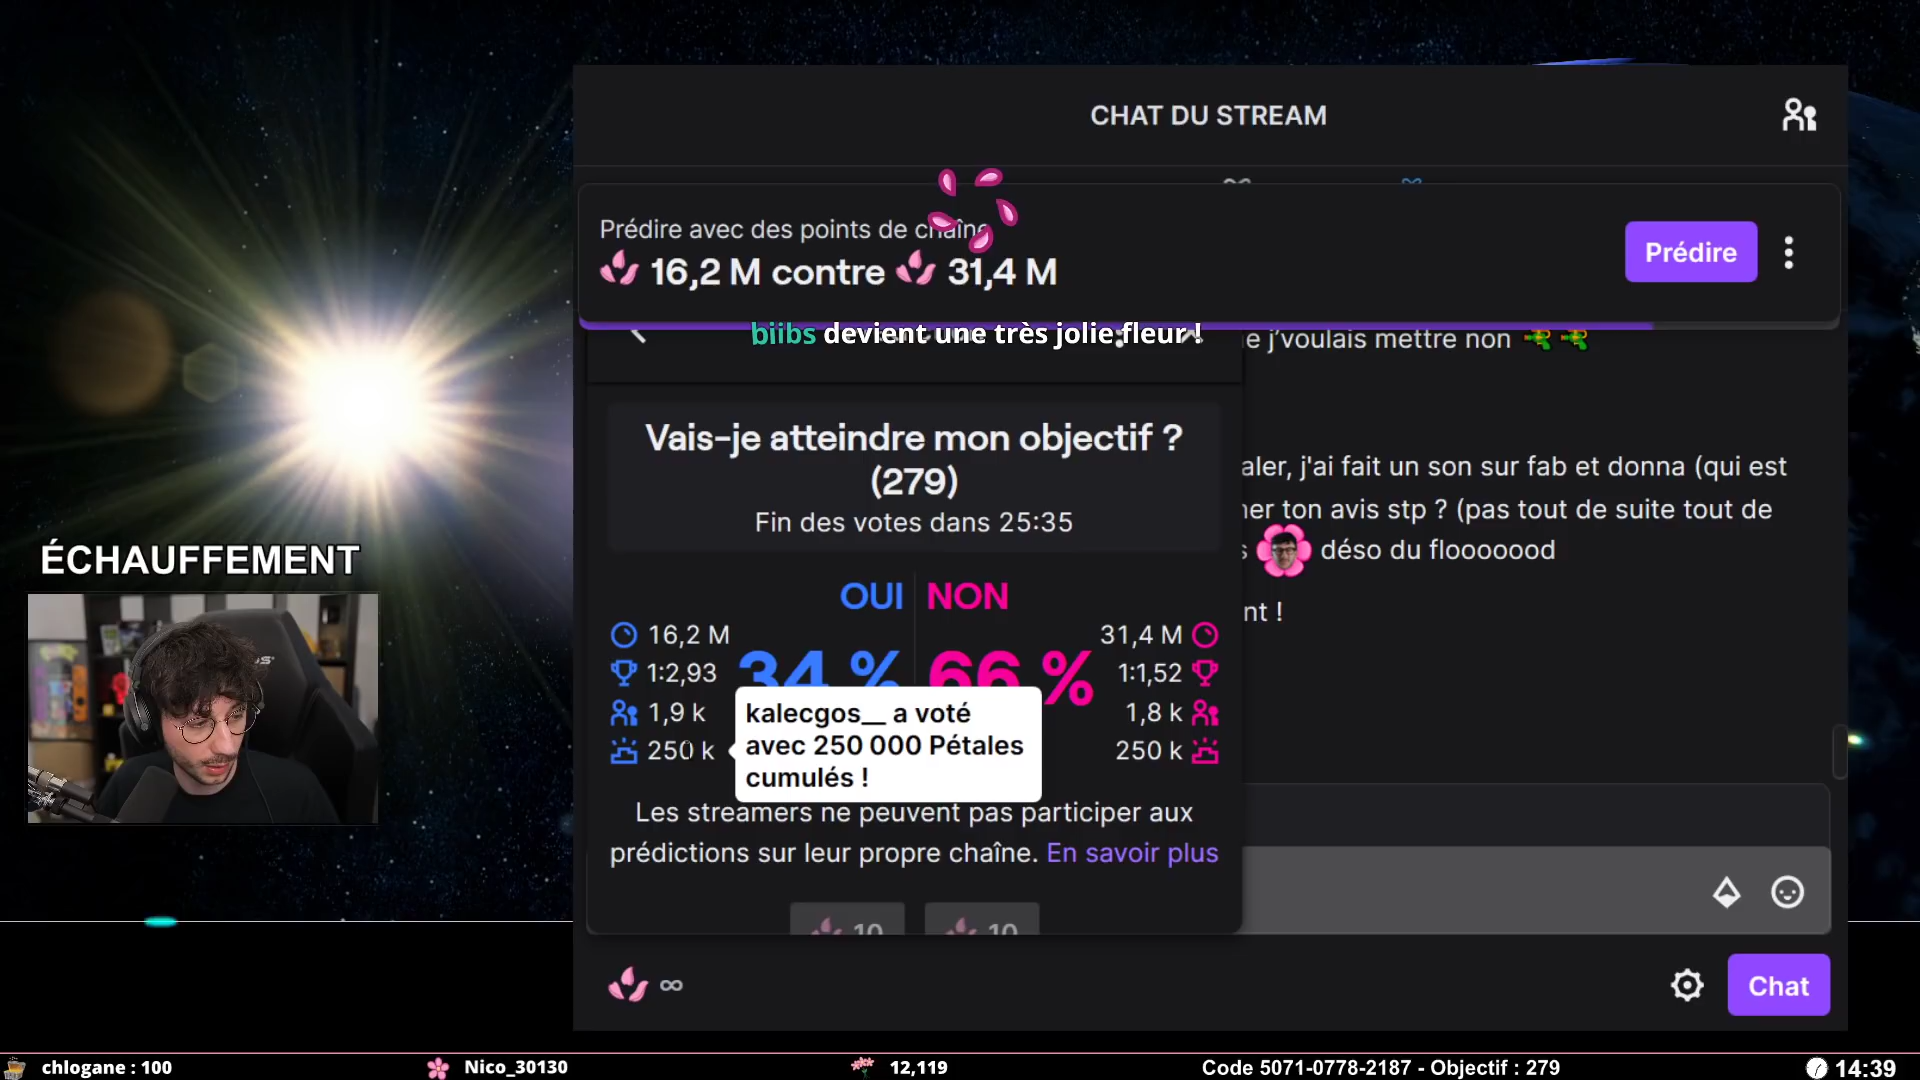 CHAT DU STREAM
Prédire avec des points de chaîne
16,2 M contre 31,4 M
Prédire
biibs devient une très jolie fleur !
e j'voulais mettre non
Vais-je atteindre mon objectif ?
(279)
Fin des votes dans 25:35
aler, j'ai fait un son sur fab et donna (qui est
ner ton avis stp ? (pas tout de suite tout de
s déso du flooooood
nt !
OUI NON
16,2 M 34 % 66 % 31,4 M
1:2,93 1:1,52
1,9 k 1,8 k
250 k 250 k
kalecgos__ a voté
avec 250 000 Pétales
cumulés !
Les streamers ne peuvent pas participer aux
prédictions sur leur propre chaîne. En savoir plus
10 10
∞
Chat
ÉCHAUFFEMENT
chlogane : 100
Nico_30130
12,119
Code 5071-0778-2187 - Objectif : 279
14:39